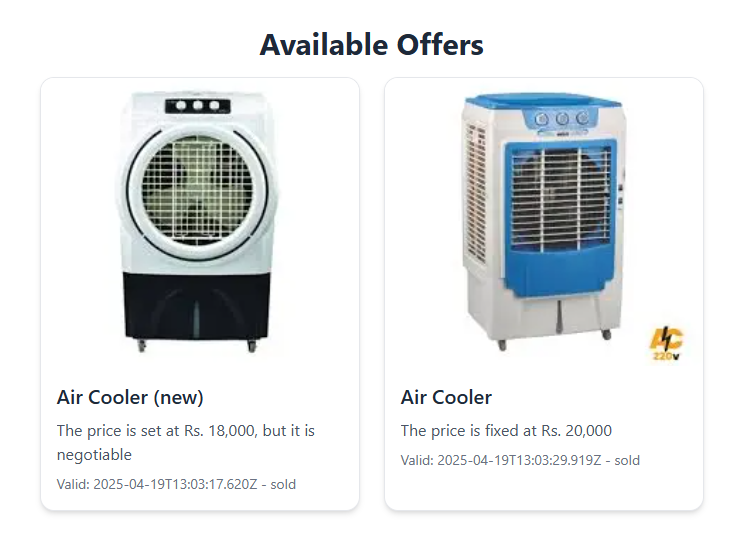 Available Offers
Air Cooler (new)
The price is set at Rs. 18,000, but it is
negotiable
Valid: 2025-04-19T13:03:17.620Z - sold
AC
220v
Air Cooler
The price is fixed at Rs. 20,000
Valid: 2025-04-19T13:03:29.919Z - sold